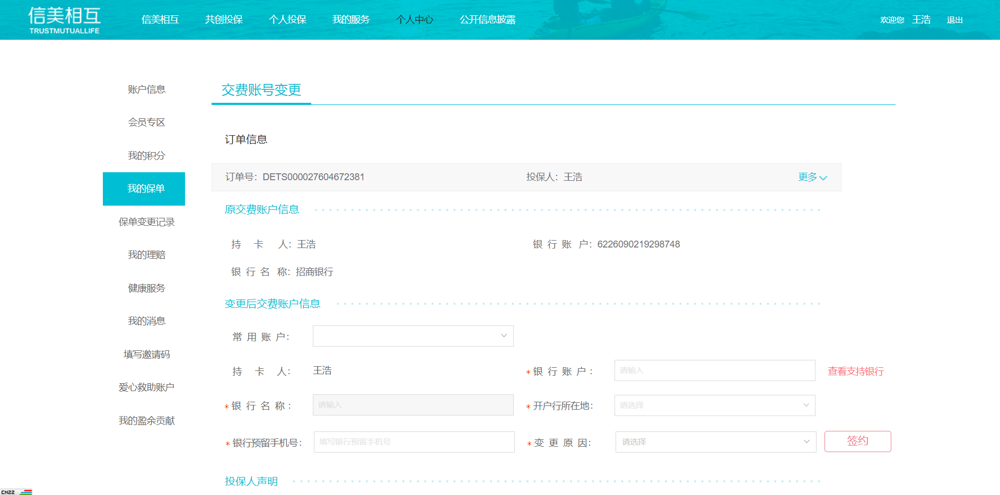 信美相互
TRUSTMUTUALLIFE
信美相互 共创投保 个人投保 我的服务 个人中心 公开信息披露
欢迎您 王浩 退出
账户信息
会员专区
我的积分
我的保单
保单变更记录
我的理赔
健康服务
我的消息
填写邀请码
爱心救助账户
我的盈余贡献
交费账号变更
订单信息
订单号：DETS000027604672381 投保人：王浩 更多
原交费账户信息
持 卡 人：王浩 银 行 账 户：6226090219298748
银 行 名 称：招商银行
变更后交费账户信息
常 用 账 户：
持 卡 人： 王浩 *银 行 账 户： 请输入 查看支持银行
*银 行 名 称： 请输入 *开户行所在地： 请选择
*银行预留手机号： 填写银行预留手机号 *变 更 原 因： 请选择 签约
投保人声明
CNZZ